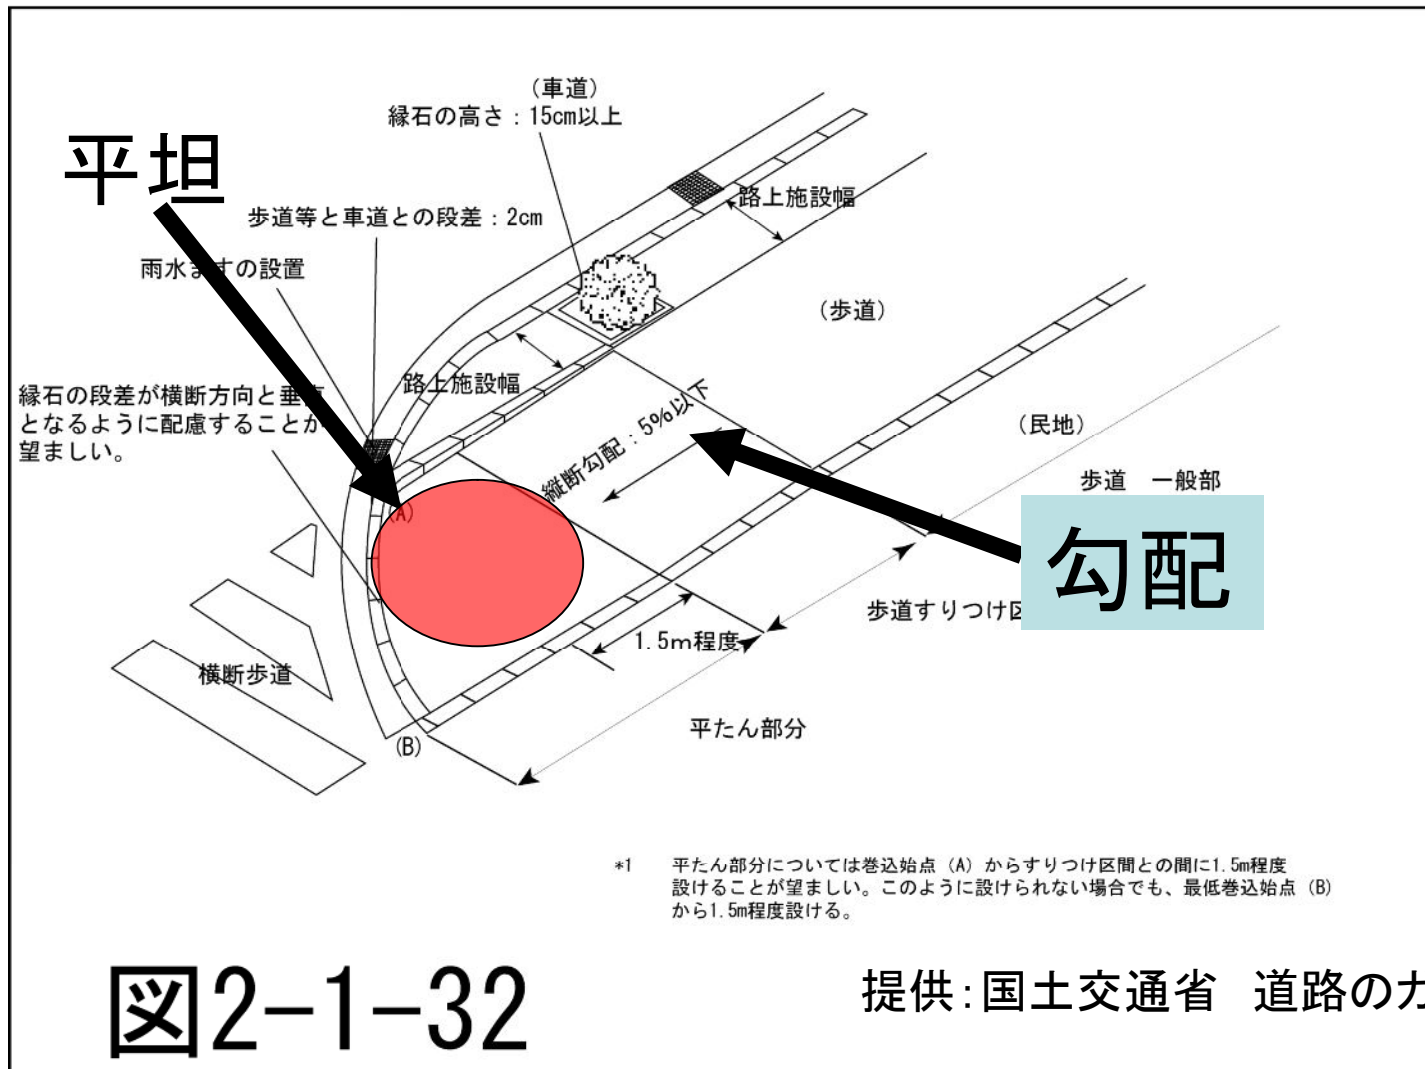 （車道）
縁石の高さ：15cm以上
平坦
路上施設幅
歩道等と車道との段差：2cm
雨水ますの設置
（歩道）
路上施設幅
縁石の段差が横断方向と垂
となるように配慮することが
望ましい。
縦断勾配：5％以下
（民地）
歩道　一般部
(A)
勾配
歩道すりつけ区
1.5m程度
横断歩道
平たん部分
(B)
*1　平たん部分については巻込始点（A）からすりつけ区間との間に1.5m程度
設けることが望ましい。このように設けられない場合でも、最低巻込始点（B）
から1.5m程度設ける。
図2-1-32
提供：国土交通省　道路のカ